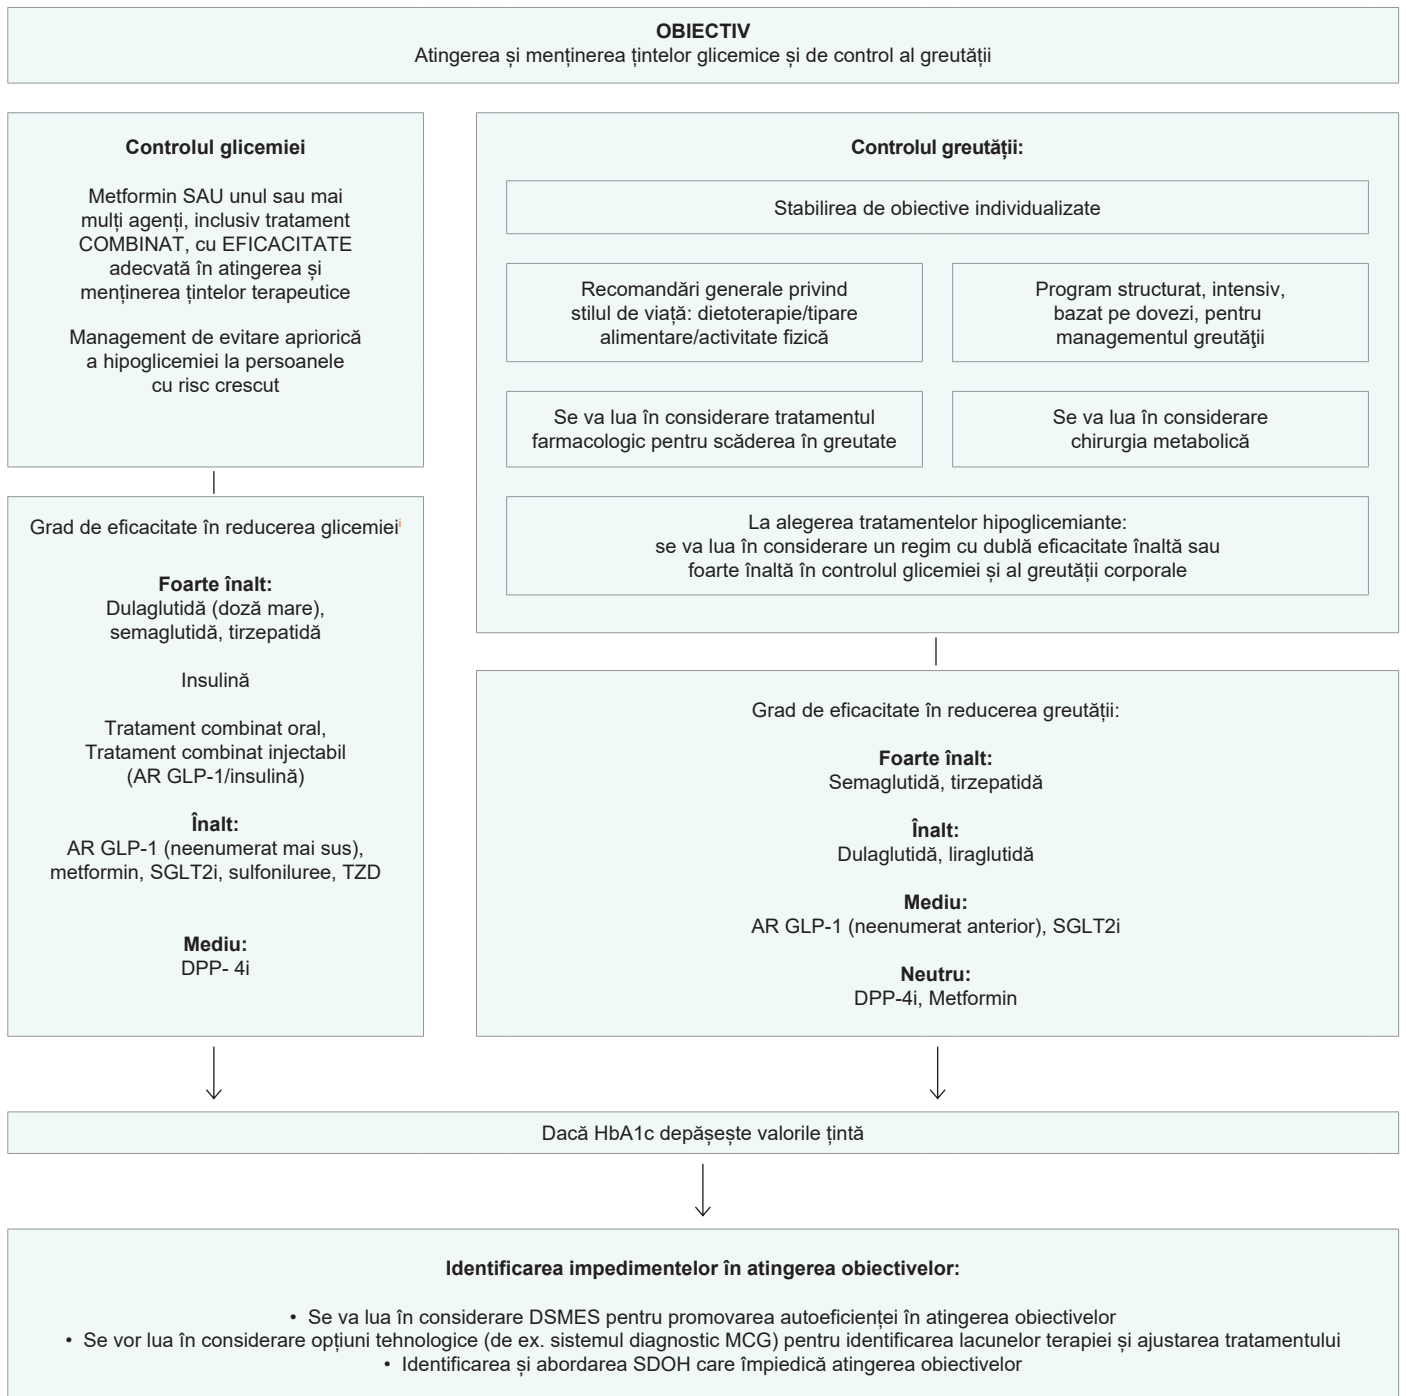 OBIECTIV
Atingerea și menținerea țintelor glicemice și de control al greutății
Controlul glicemiei
Metformin SAU unul sau mai
mulți agenți, inclusiv tratament
COMBINAT, cu EFICACITATE
adecvată în atingerea și
menținerea țintelor terapeutice
Management de evitare apriorică
a hipoglicemiei la persoanele
cu risc crescut
Grad de eficacitate în reducerea glicemieiⁱ
Foarte înalt:
Dulaglutidă (doză mare),
semaglutidă, tirzepatidă
Insulină
Tratament combinat oral,
Tratament combinat injectabil
(AR GLP-1/insulină)
Înalt:
AR GLP-1 (neenumerat mai sus),
metformin, SGLT2i, sulfoniluree, TZD
Mediu:
DPP- 4i
Controlul greutății:
Stabilirea de obiective individualizate
Recomandări generale privind
stilul de viață: dietoterapie/tipare
alimentare/activitate fizică
Program structurat, intensiv,
bazat pe dovezi, pentru
managementul greutăţii
Se va lua în considerare tratamentul
farmacologic pentru scăderea în greutate
Se va lua în considerare
chirurgia metabolică
La alegerea tratamentelor hipoglicemiante:
se va lua în considerare un regim cu dublă eficacitate înaltă sau
foarte înaltă în controlul glicemiei și al greutății corporale
Grad de eficacitate în reducerea greutății:
Foarte înalt:
Semaglutidă, tirzepatidă
Înalt:
Dulaglutidă, liraglutidă
Mediu:
AR GLP-1 (neenumerat anterior), SGLT2i
Neutru:
DPP-4i, Metformin
Dacă HbA1c depășește valorile țintă
Identificarea impedimentelor în atingerea obiectivelor:
• Se va lua în considerare DSMES pentru promovarea autoeficienței în atingerea obiectivelor
• Se vor lua în considerare opțiuni tehnologice (de ex. sistemul diagnostic MCG) pentru identificarea lacunelor terapiei și ajustarea tratamentului
• Identificarea și abordarea SDOH care împiedică atingerea obiectivelor